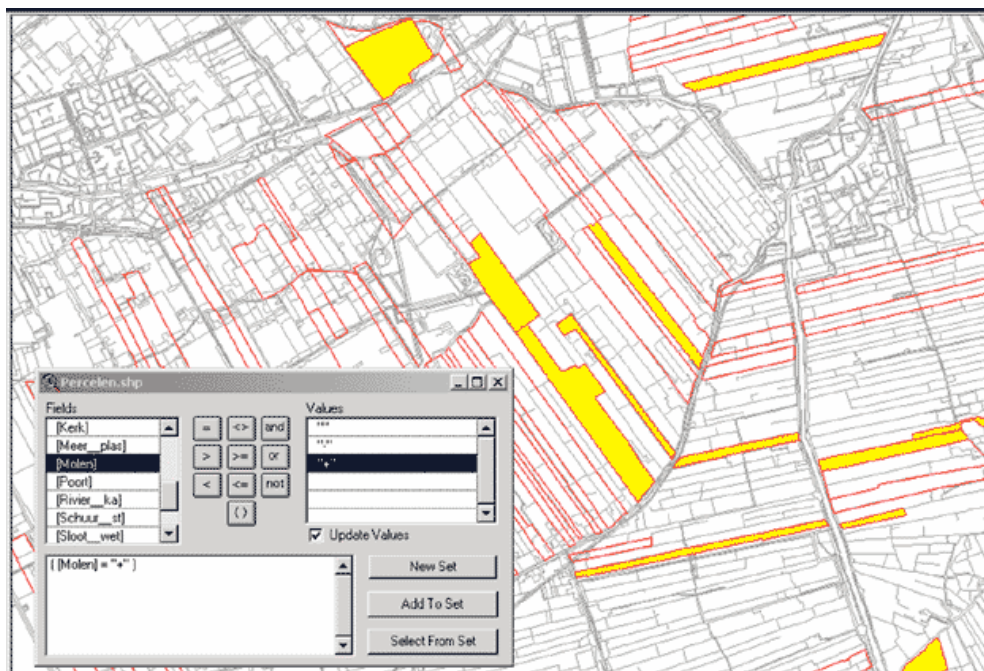 Percelen.shp
Fields
Values
[Kerk]
[Meer__plas]
[Molen]
[Poort]
[Rivier__ka]
[Schuur__st]
[Sloot__wet]
= <> and
> >= or
< <= not
( )
""
"."
"+"
Update Values
( [Molen] = "+" )
New Set
Add To Set
Select From Set